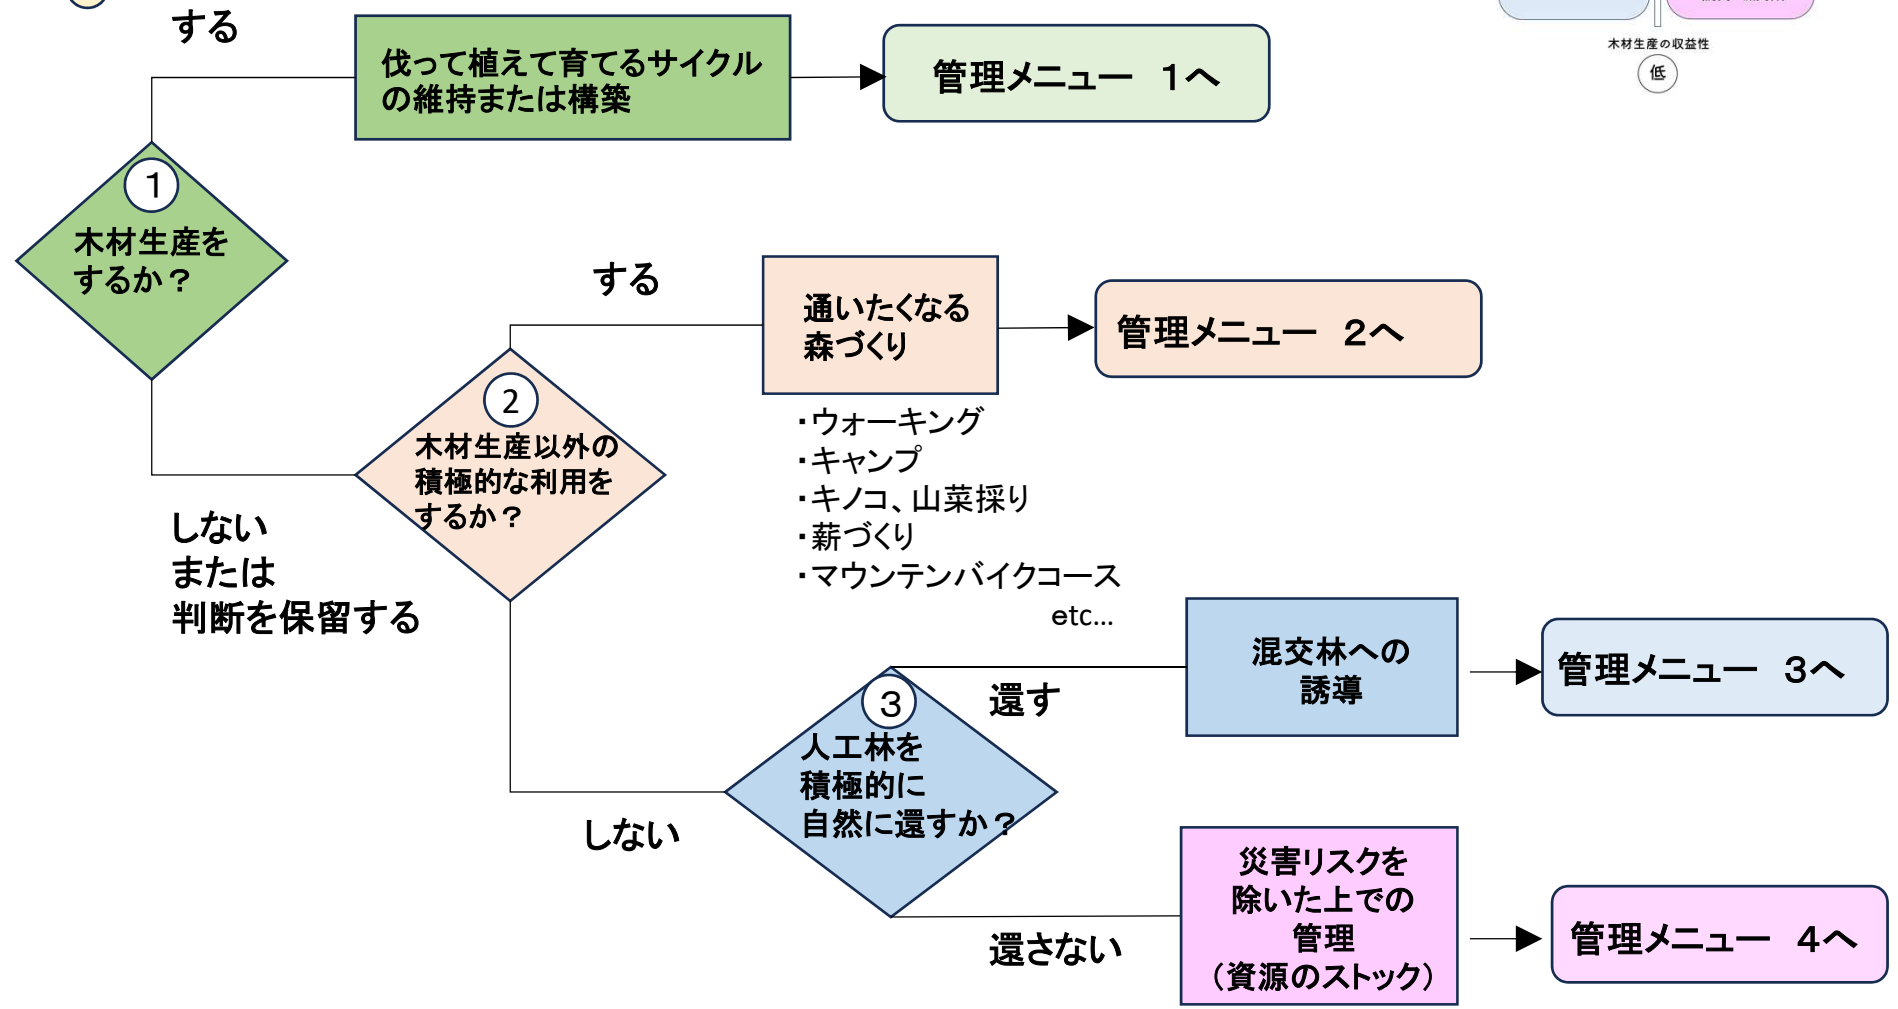 する
伐って植えて育てるサイクル
の維持または構築
管理メニュー　1へ
木材生産の収益性
低
1
木材生産を
するか？
する
通いたくなる
森づくり
管理メニュー　2へ
2
木材生産以外の
積極的な利用を
するか？
・ウォーキング
・キャンプ
・キノコ、山菜採り
・薪づくり
・マウンテンバイクコース
etc...
しない
または
判断を保留する
3
人工林を
積極的に
自然に還すか？
還す
混交林への
誘導
管理メニュー　3へ
しない
還さない
災害リスクを
除いた上での
管理
（資源のストック）
管理メニュー　4へ